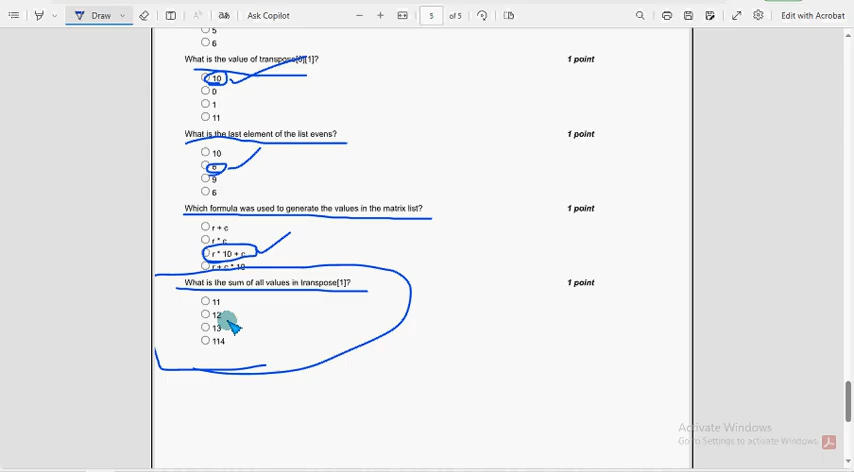 Draw
Ask Copilot
5 of 5
Edit with Acrobat
5
6
What is the value of transpose[0][1]? 1 point
10
0
1
11
What is the last element of the list evens? 1 point
10
8
9
6
Which formula was used to generate the values in the matrix list? 1 point
r + c
r * c
r * 10 + c
r + c * 10
What is the sum of all values in transpose[1]? 1 point
11
12
13
114
Activate Windows
Go to Settings to activate Windows.